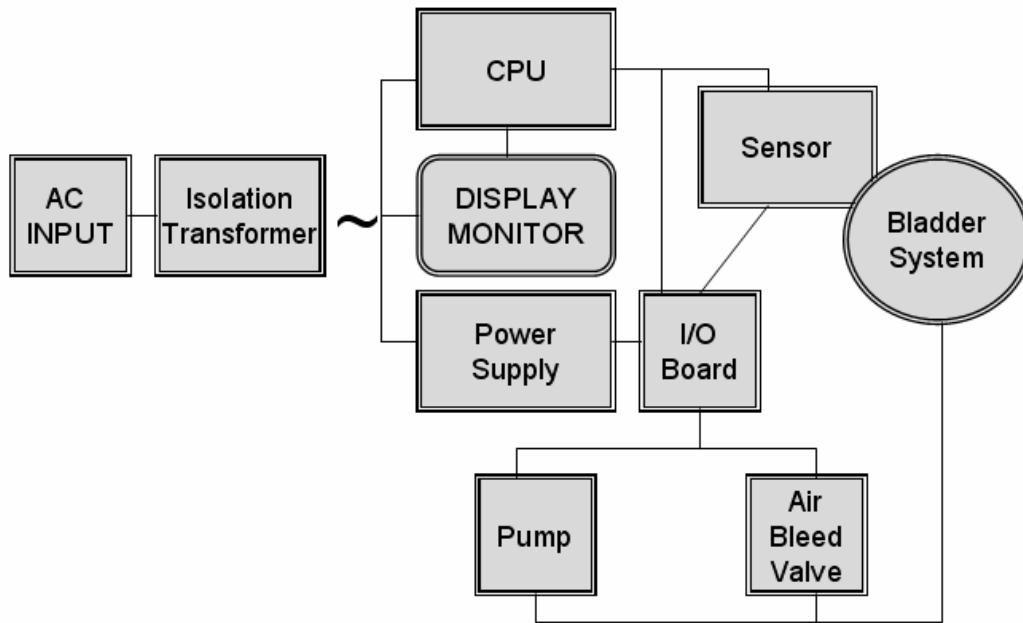 CPU
Sensor
AC
INPUT
Isolation
Transformer
~
DISPLAY
MONITOR
Bladder
System
Power
Supply
I/O
Board
Pump
Air
Bleed
Valve